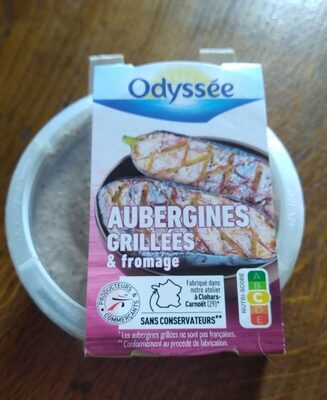 Odyssée
AUBERGINES
GRILLÉES
& fromage
PRODUCTEURS & COMMERÇANTS
Fabriqué dans
notre atelier
à Clohars-
Carnoët (29)*
SANS CONSERVATEURS**
NUTRI-SCORE
A
B
C
D
E
* Les aubergines grillées ne sont pas françaises.
** Conformément au procédé de fabrication.